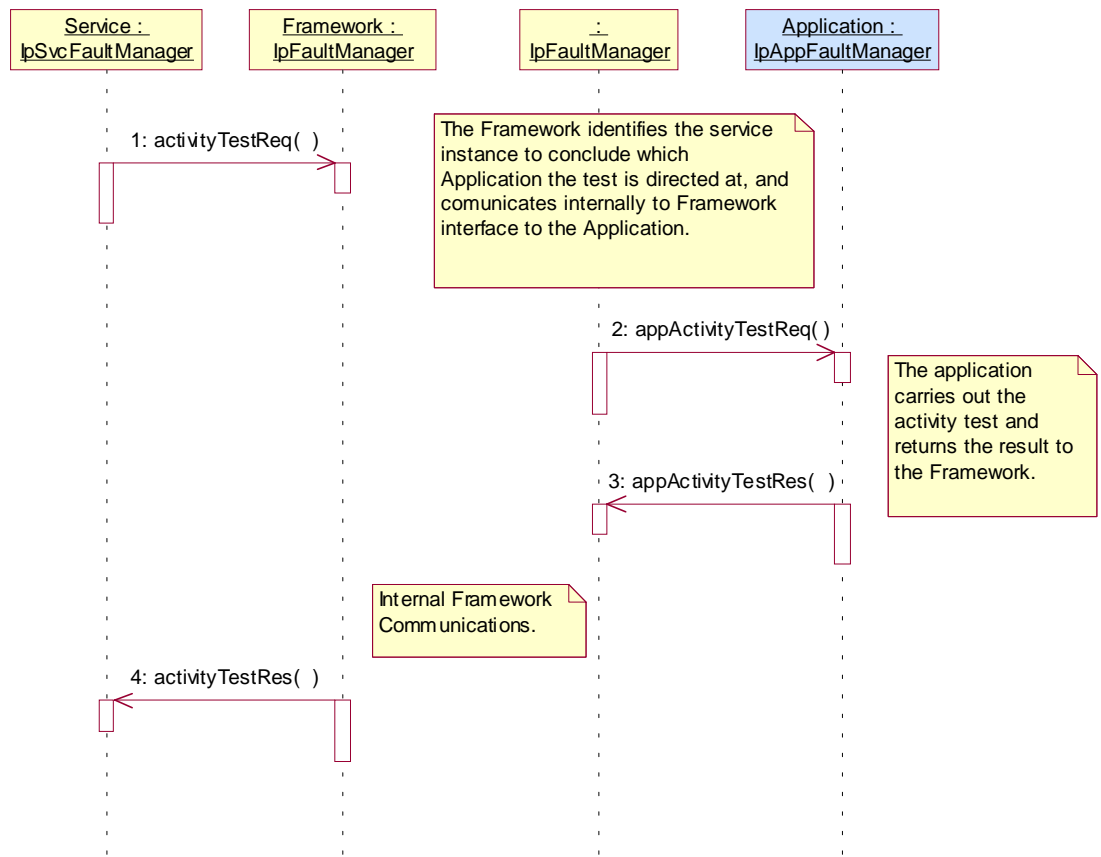 Service :
IpSvcFaultManager
Framework :
IpFaultManager
:
IpFaultManager
Application :
IpAppFaultManager
1: activityTestReq( )
The Framework identifies the service
instance to conclude which
Application the test is directed at, and
comunicates internally to Framework
interface to the Application.
2: appActivityTestReq( )
The application
carries out the
activity test and
returns the result to
the Framework.
3: appActivityTestRes( )
Internal Framework
Communications.
4: activityTestRes( )